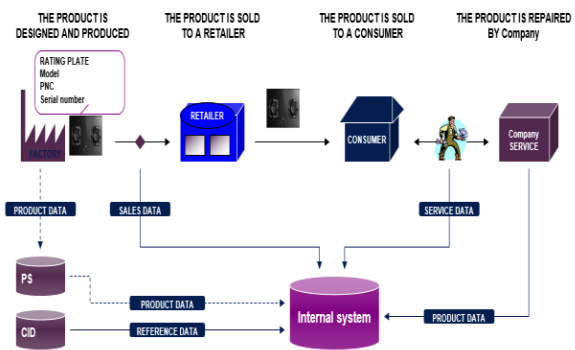 THE PRODUCT IS
DESIGNED AND PRODUCED
THE PRODUCT IS SOLD
TO A RETAILER
THE PRODUCT IS SOLD
TO A CONSUMER
THE PRODUCT IS REPAIRED
BY Company
RATING PLATE
Model
PNC
Serial number
FACTORY
RETAILER
CONSUMER
Company
SERVICE
PRODUCT DATA
SALES DATA
SERVICE DATA
PS
PRODUCT DATA
CID
REFERENCE DATA
Internal system
PRODUCT DATA